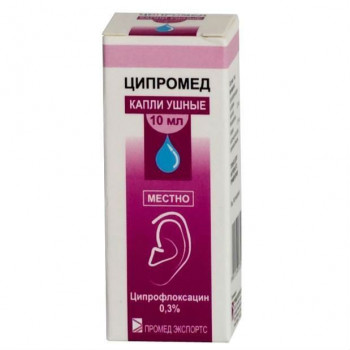 ЦИПРОМЕД
КАПЛИ УШНЫЕ
10 мл
МЕСТНО
Ципрофлоксацин
0,3%
ПРОМЕД ЭКСПОРТС